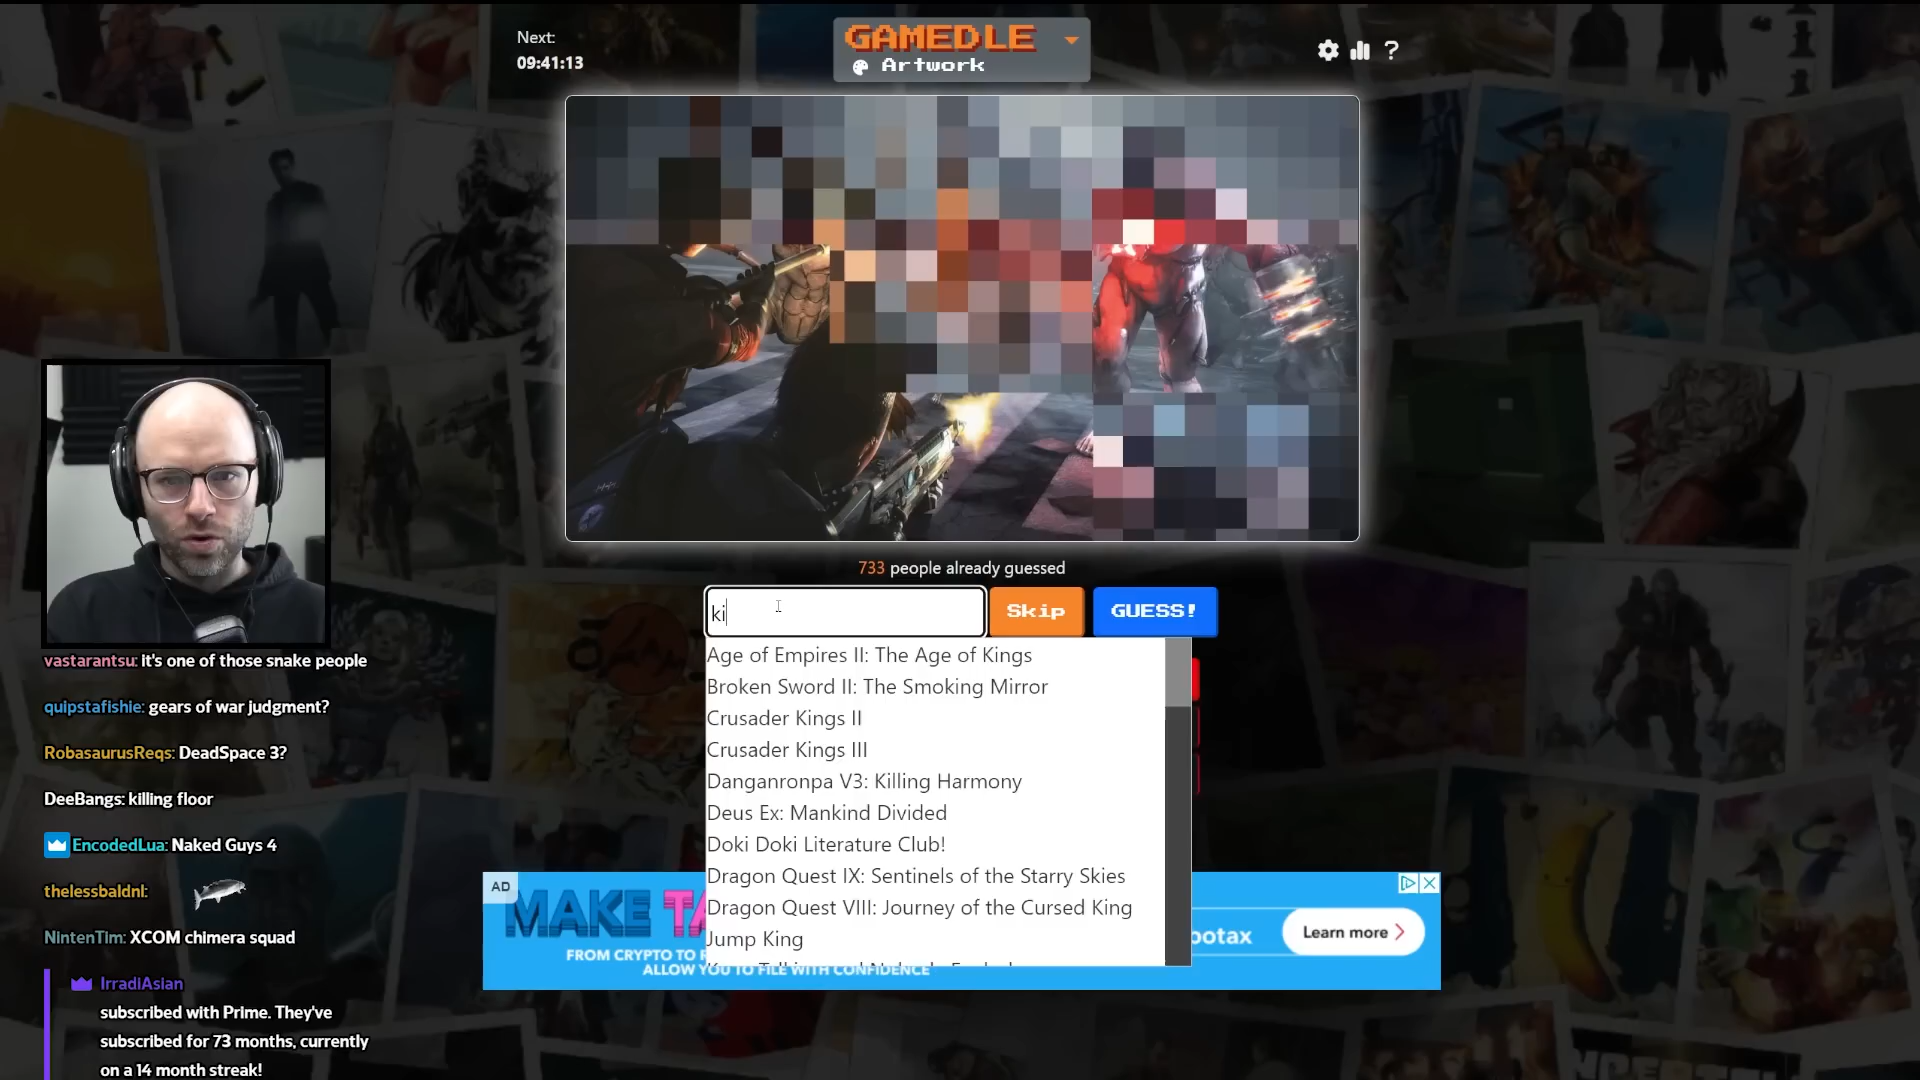 Next:
09:41:13
GAMEDLE
Artwork
?
733 people already guessed
ki
Skip
GUESS!
Age of Empires II: The Age of Kings
Broken Sword II: The Smoking Mirror
Crusader Kings II
Crusader Kings III
Danganronpa V3: Killing Harmony
Deus Ex: Mankind Divided
Doki Doki Literature Club!
Dragon Quest IX: Sentinels of the Starry Skies
Dragon Quest VIII: Journey of the Cursed King
Jump King
vastarantsu: it's one of those snake people
quipstafishie: gears of war judgment?
RobasaurusReqs: DeadSpace 3?
DeeBangs: killing floor
EncodedLua: Naked Guys 4
thelessbaldnl:
NintenTim: XCOM chimera squad
IrradiAsian
subscribed with Prime. They've
subscribed for 73 months, currently
on a 14 month streak!
AD
MAKE
FROM CRYPTO TO
ALLOW YOU TO FILE WITH CONFIDENCE
Learn more